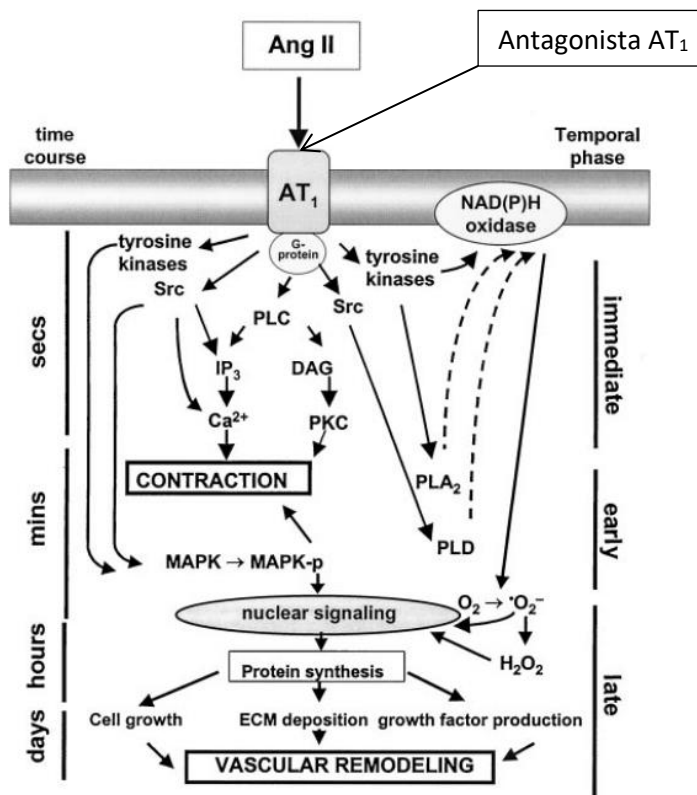 Ang II
Antagonista AT₁
time
course
Temporal
phase
AT₁
NAD(P)H
oxidase
G-
protein
tyrosine
kinases
tyrosine
kinases
Src
Src
PLC
IP₃
DAG
Ca²⁺
PKC
CONTRACTION
PLA₂
PLD
MAPK → MAPK-p
nuclear signaling
O₂ → •O₂⁻
H₂O₂
Protein synthesis
Cell growth
ECM deposition
growth factor production
VASCULAR REMODELING
secs
mins
hours
days
immediate
early
late